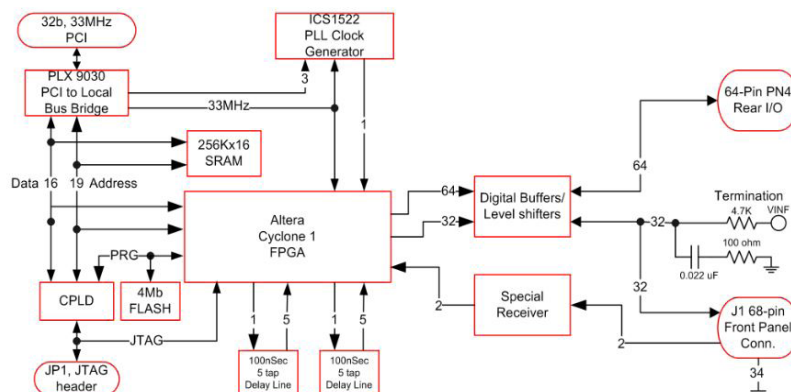 32b, 33MHz
PCI
ICS1522
PLL Clock
Generator
PLX 9030
PCI to Local
Bus Bridge
3
33MHz
1
64-Pin PN4
Rear I/O
256Kx16
SRAM
64
Data 16
19 Address
Altera
Cyclone 1
FPGA
64
32
Digital Buffers/
Level shifters
32
Termination
4.7K
VINF
100 ohm
0.022 uF
PRG
CPLD
4Mb
FLASH
2
Special
Receiver
32
2
J1 68-pin
Front Panel
Conn.
34
JTAG
JP1, JTAG
header
1
5
1
5
100nSec
5 tap
Delay Line
100nSec
5 tap
Delay Line